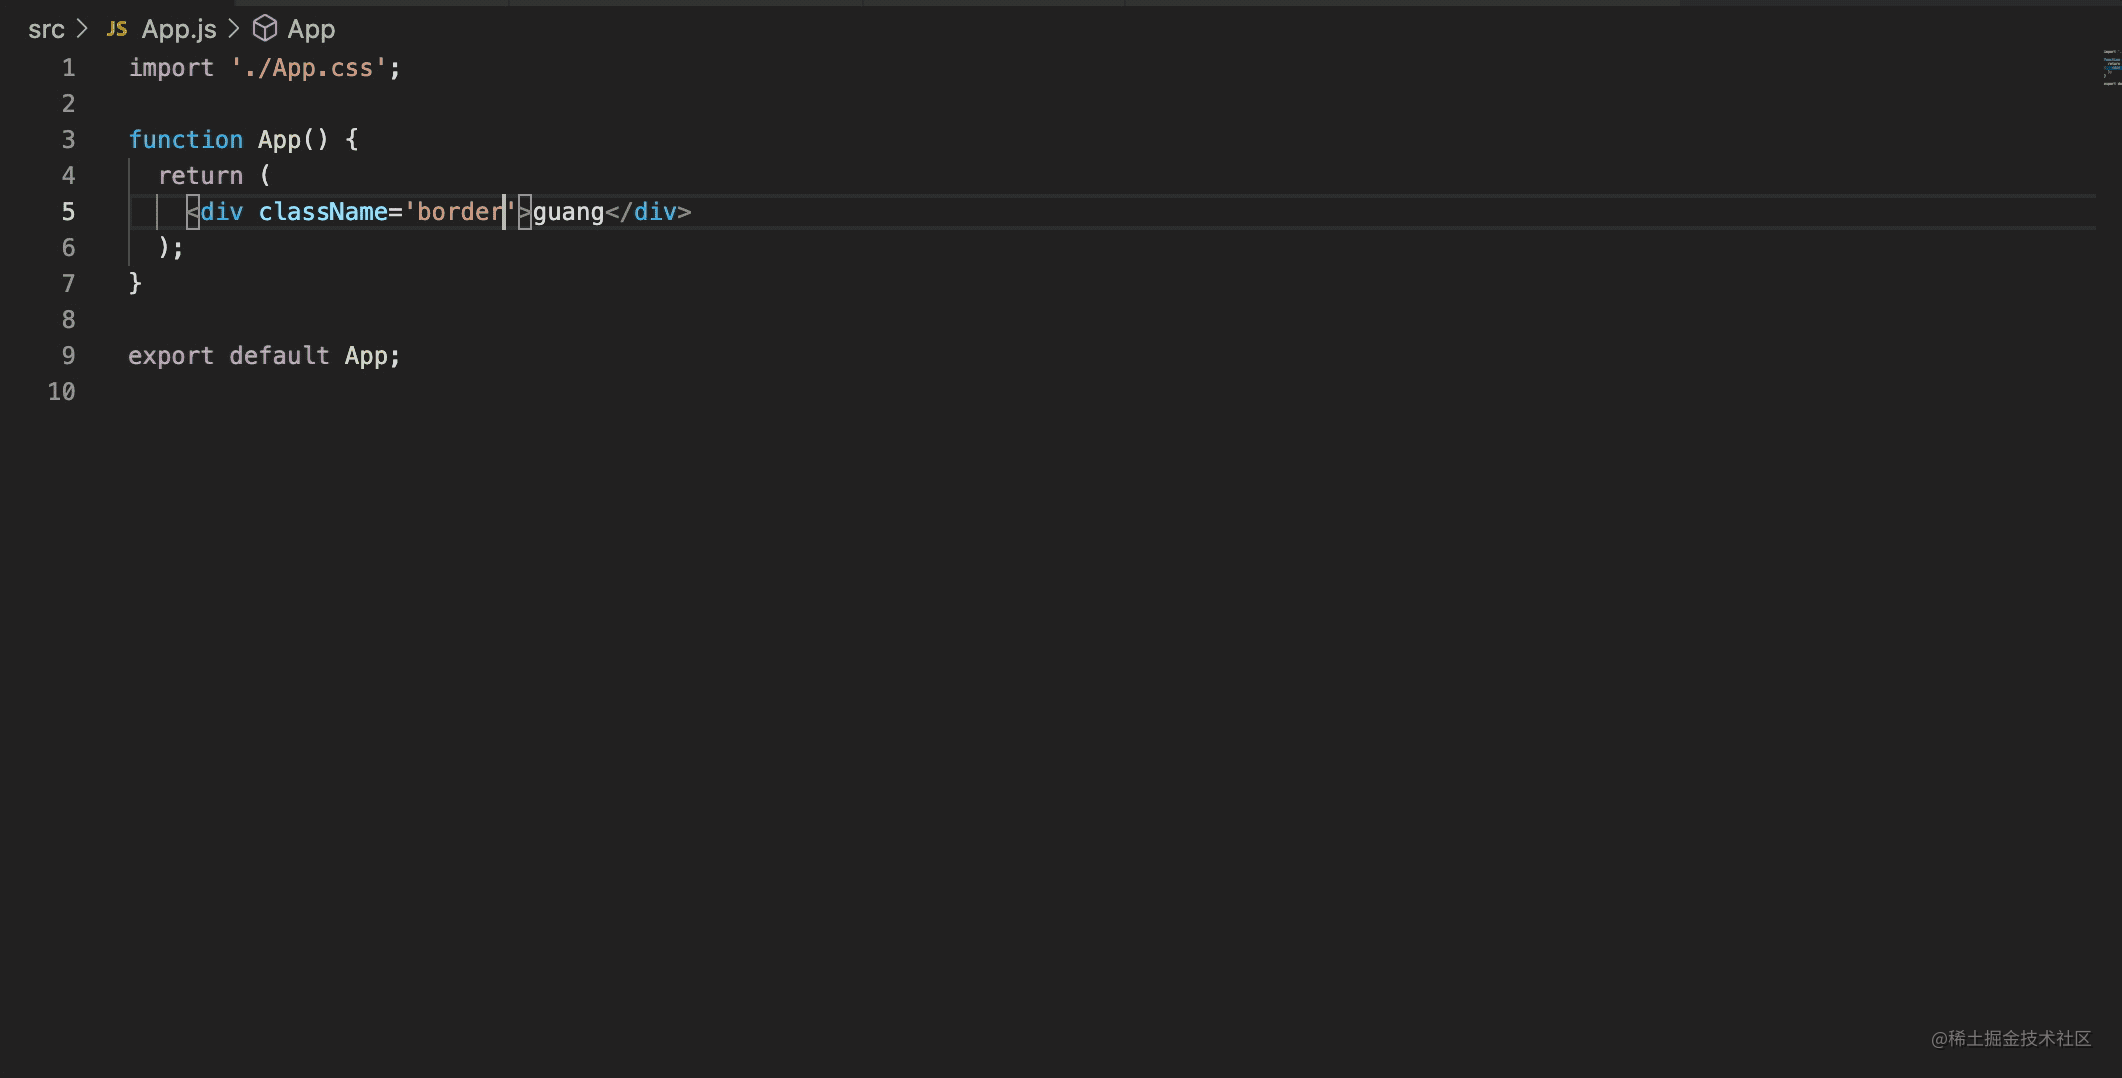 src > JS App.js > App
1 import './App.css';
2
3 function App() {
4 return (
5 <div className='border'>guang</div>
6 );
7 }
8
9 export default App;
10
@稀土掘金技术社区